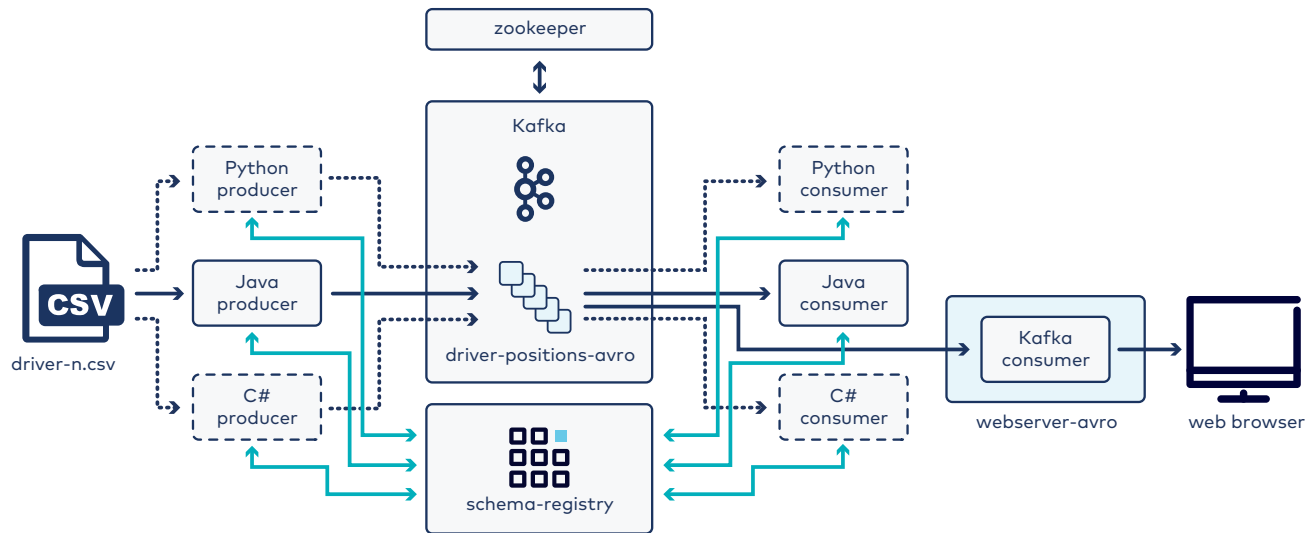 zookeeper
Kafka
Python
producer
Python
consumer
CSV
driver-n.csv
Java
producer
driver-positions-avro
Java
consumer
Kafka
consumer
webserver-avro
web browser
C#
producer
C#
consumer
schema-registry